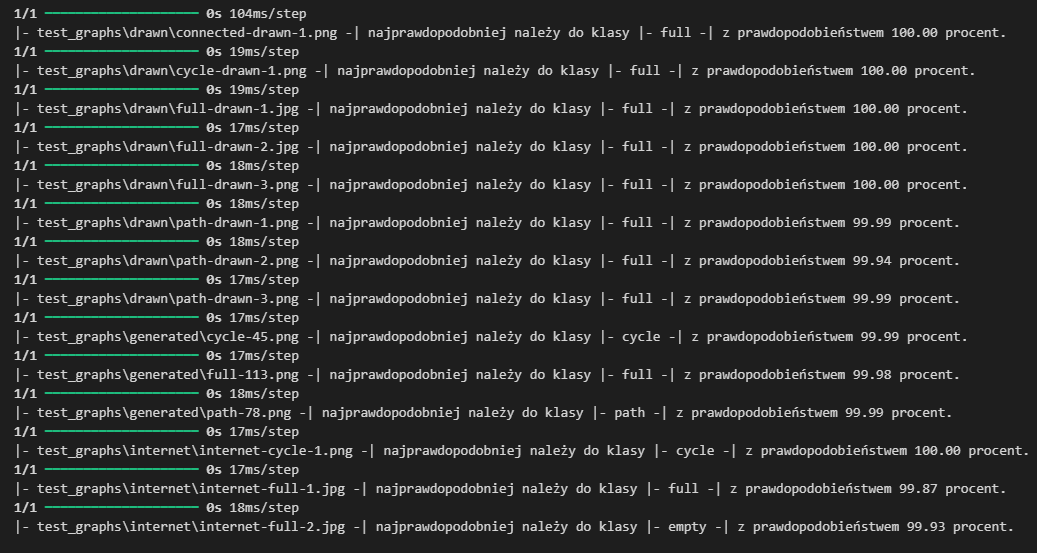 1/1 ━━━━━━━━━━━━━━━━━━━━ 0s 104ms/step
|- test_graphs\drawn\connected-drawn-1.png -| najprawdopodobniej należy do klasy |- full -| z prawdopodobieństwem 100.00 procent.
1/1 ━━━━━━━━━━━━━━━━━━━━ 0s 19ms/step
|- test_graphs\drawn\cycle-drawn-1.png -| najprawdopodobniej należy do klasy |- full -| z prawdopodobieństwem 100.00 procent.
1/1 ━━━━━━━━━━━━━━━━━━━━ 0s 19ms/step
|- test_graphs\drawn\full-drawn-1.jpg -| najprawdopodobniej należy do klasy |- full -| z prawdopodobieństwem 100.00 procent.
1/1 ━━━━━━━━━━━━━━━━━━━━ 0s 17ms/step
|- test_graphs\drawn\full-drawn-2.jpg -| najprawdopodobniej należy do klasy |- full -| z prawdopodobieństwem 100.00 procent.
1/1 ━━━━━━━━━━━━━━━━━━━━ 0s 18ms/step
|- test_graphs\drawn\full-drawn-3.png -| najprawdopodobniej należy do klasy |- full -| z prawdopodobieństwem 100.00 procent.
1/1 ━━━━━━━━━━━━━━━━━━━━ 0s 18ms/step
|- test_graphs\drawn\path-drawn-1.png -| najprawdopodobniej należy do klasy |- full -| z prawdopodobieństwem 99.99 procent.
1/1 ━━━━━━━━━━━━━━━━━━━━ 0s 18ms/step
|- test_graphs\drawn\path-drawn-2.png -| najprawdopodobniej należy do klasy |- full -| z prawdopodobieństwem 99.94 procent.
1/1 ━━━━━━━━━━━━━━━━━━━━ 0s 17ms/step
|- test_graphs\drawn\path-drawn-3.png -| najprawdopodobniej należy do klasy |- full -| z prawdopodobieństwem 99.99 procent.
1/1 ━━━━━━━━━━━━━━━━━━━━ 0s 17ms/step
|- test_graphs\generated\cycle-45.png -| najprawdopodobniej należy do klasy |- cycle -| z prawdopodobieństwem 99.99 procent.
1/1 ━━━━━━━━━━━━━━━━━━━━ 0s 17ms/step
|- test_graphs\generated\full-113.png -| najprawdopodobniej należy do klasy |- full -| z prawdopodobieństwem 99.98 procent.
1/1 ━━━━━━━━━━━━━━━━━━━━ 0s 18ms/step
|- test_graphs\generated\path-78.png -| najprawdopodobniej należy do klasy |- path -| z prawdopodobieństwem 99.99 procent.
1/1 ━━━━━━━━━━━━━━━━━━━━ 0s 17ms/step
|- test_graphs\internet\internet-cycle-1.png -| najprawdopodobniej należy do klasy |- cycle -| z prawdopodobieństwem 100.00 procent.
1/1 ━━━━━━━━━━━━━━━━━━━━ 0s 17ms/step
|- test_graphs\internet\internet-full-1.jpg -| najprawdopodobniej należy do klasy |- full -| z prawdopodobieństwem 99.87 procent.
1/1 ━━━━━━━━━━━━━━━━━━━━ 0s 18ms/step
|- test_graphs\internet\internet-full-2.jpg -| najprawdopodobniej należy do klasy |- empty -| z prawdopodobieństwem 99.93 procent.